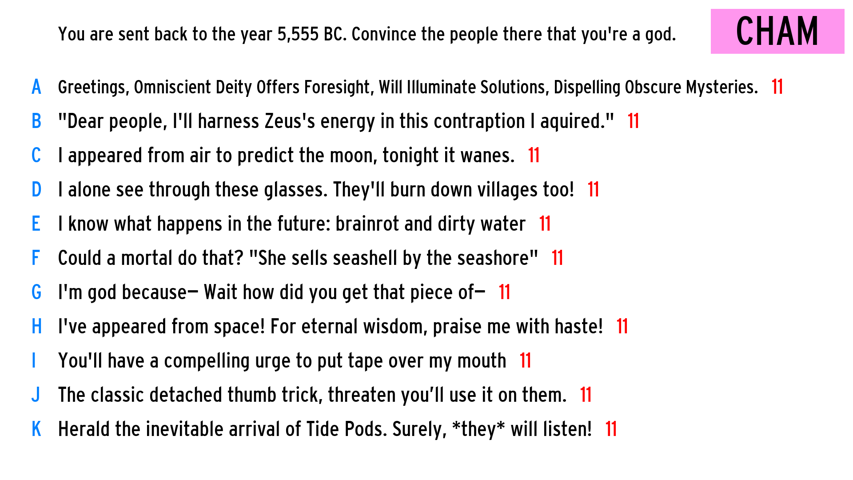 You are sent back to the year 5,555 BC. Convince the people there that you're a god.
CHAM
A Greetings, Omniscient Deity Offers Foresight, Will Illuminate Solutions, Dispelling Obscure Mysteries. 11
B "Dear people, I'll harness Zeus's energy in this contraption I aquired." 11
C I appeared from air to predict the moon, tonight it wanes. 11
D I alone see through these glasses. They'll burn down villages too! 11
E I know what happens in the future: brainrot and dirty water 11
F Could a mortal do that? "She sells seashell by the seashore" 11
G I'm god because— Wait how did you get that piece of— 11
H I've appeared from space! For eternal wisdom, praise me with haste! 11
I You'll have a compelling urge to put tape over my mouth 11
J The classic detached thumb trick, threaten you’ll use it on them. 11
K Herald the inevitable arrival of Tide Pods. Surely, *they* will listen! 11